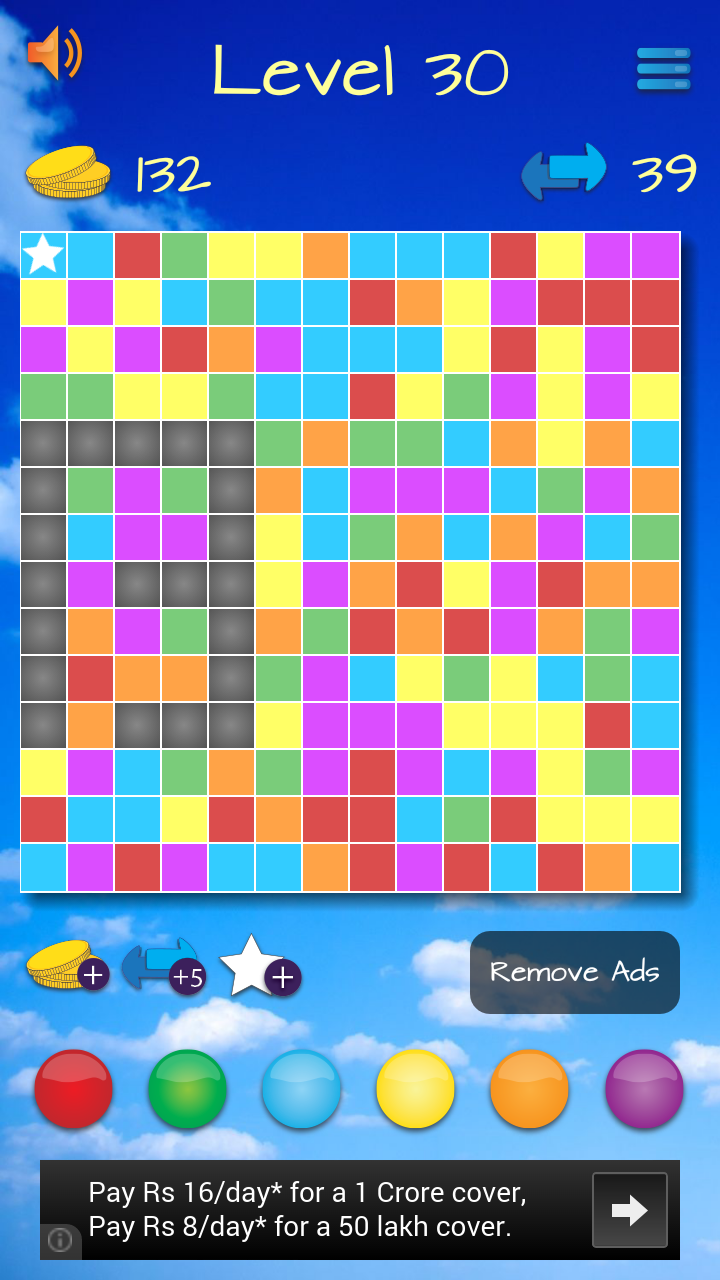 Level 30
132
39
+
+5
+
Remove Ads
Pay Rs 16/day* for a 1 Crore cover,
Pay Rs 8/day* for a 50 lakh cover.